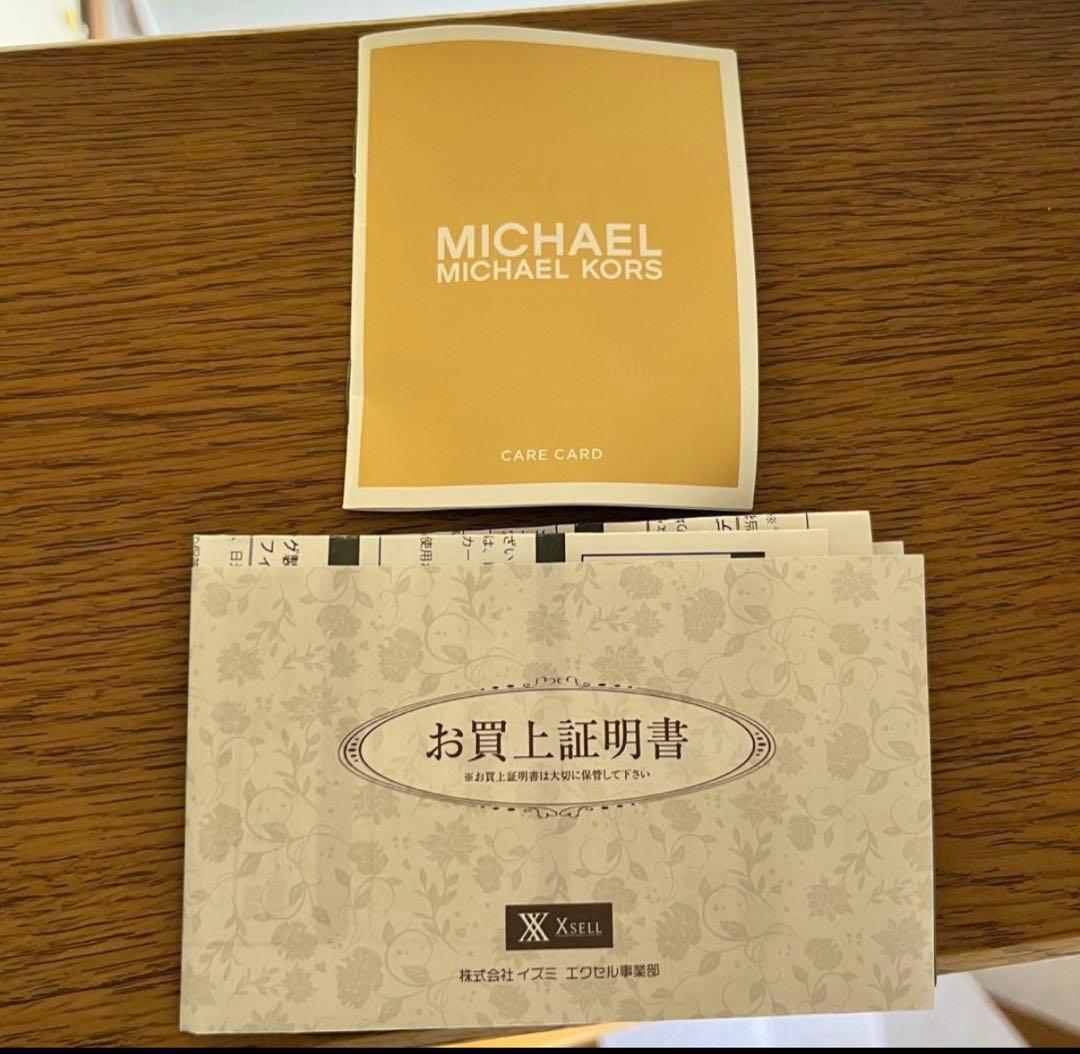 MICHAEL
MICHAEL KORS
CARE CARD
お買上証明書
※お買上証明書は大切に保管して下さい
XSELL
株式会社 イズミ エクセル事業部